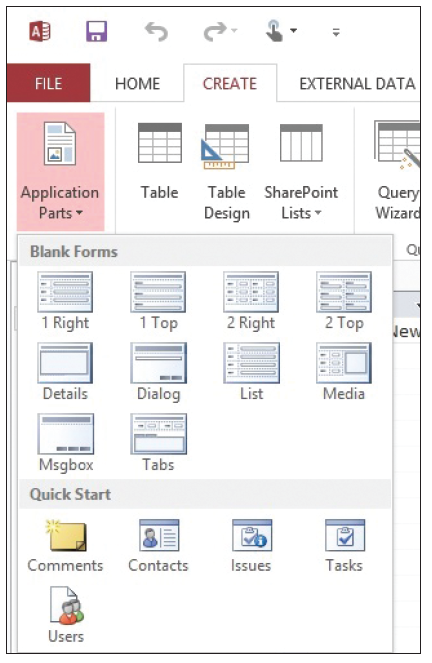 FILE HOME CREATE EXTERNAL DATA
Application Parts
Table
Table Design
SharePoint Lists
Query Wizard
Qu
Blank Forms
1 Right 1 Top 2 Right 2 Top
New
Details Dialog List Media
Msgbox Tabs
Quick Start
Comments Contacts Issues Tasks
Users